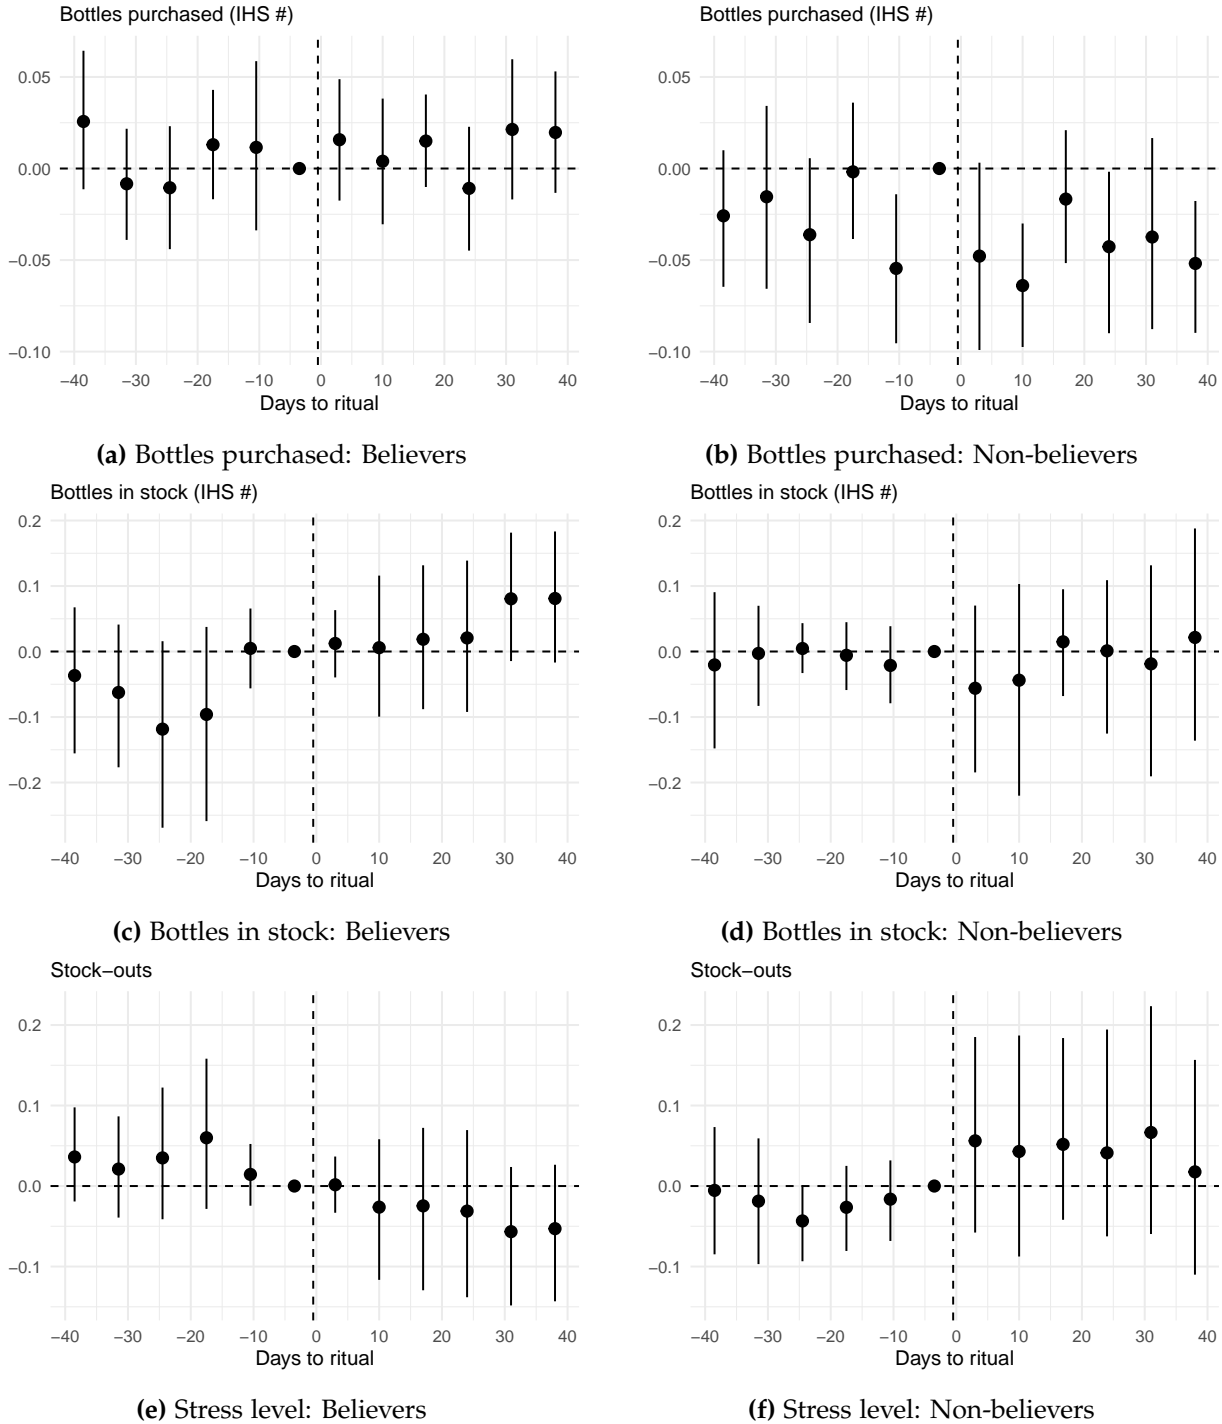 Bottles purchased (IHS #)
0.05
0.00
−0.05
−0.10
−40 −30 −20 −10 0 10 20 30 40
Days to ritual
(a) Bottles purchased: Believers
Bottles purchased (IHS #)
0.05
0.00
−0.05
−0.10
−40 −30 −20 −10 0 10 20 30 40
Days to ritual
(b) Bottles purchased: Non-believers
Bottles in stock (IHS #)
0.2
0.1
0.0
−0.1
−0.2
−40 −30 −20 −10 0 10 20 30 40
Days to ritual
(c) Bottles in stock: Believers
Bottles in stock (IHS #)
0.2
0.1
0.0
−0.1
−0.2
−40 −30 −20 −10 0 10 20 30 40
Days to ritual
(d) Bottles in stock: Non-believers
Stock−outs
0.2
0.1
0.0
−0.1
−40 −30 −20 −10 0 10 20 30 40
Days to ritual
(e) Stress level: Believers
Stock−outs
0.2
0.1
0.0
−0.1
−40 −30 −20 −10 0 10 20 30 40
Days to ritual
(f) Stress level: Non-believers